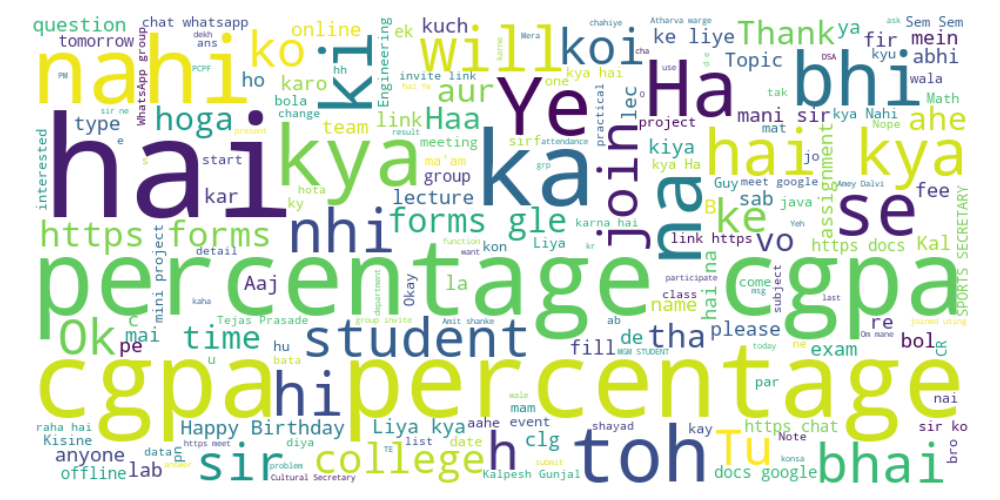 question
chat whatsapp
tomorrow
ans
nahi
PM
PCPF
WhatsApp group
ko
online
ki
ho
karo
Engineering
ek
kuch
hh
invite link
hai Ye
will
koi
kya hai
one
aur
Ye
ke liye
Ha
Thank
ya
Topic
fir
mein
abhi
kyu
wala
bhi
chahiye
dekh
Mera
karne
Atharva warge
cha
d e
DSA
ask
Sem Sem
Math
type
e
hoga
bola
change
team
link
Haa
meeting
sirf
attendance
practical
lec
join
use
o
project
tak
mani sir
mat
kya Nahi
Nope
ahe
interested
s
start
sir ne
present
hai
kar
kya
result
ma'am
group
grp
ka
kiya
kya Ha
na
hai kya
jo
hota
ky
lecture
Guy
meet google
sab
B
java
assignment
Amey Dalvi
se
fee
https forms
nhi
forms gle
karna hai
Liya
kon
ke
link https
Yeh
vo
https docs
Kal
SPORTS SECRETARY
detail
function
want
kr
hai na
participate
come
percentage cgpa
mini project
kaha
Aaj
department
Okay
la
name
class
msg
subject
last
Om mane
joined using
Ok
c
mai
pe
Tejas Prasade
time
u
group invite
Amit shanke
student
hu
bata
ab
de
fill
tha
MGM STUDENT
please
today
re
ne
exam
bol
CR
cgpa percentage
hi
par
nai
raha hai
Kisine
Happy Birthday
Liya kya
wale
aahe
mam
event
shayad
kay
https chat
Note
sir ko
bro
anyone
offline
data
lab
pn
https meet
answer
sir
diya
problem
Cultural Secretary
college
list
TE
date
h
submit
clg
Kalpesh Gunjal
toh
Tu
docs google
konsa
bhai